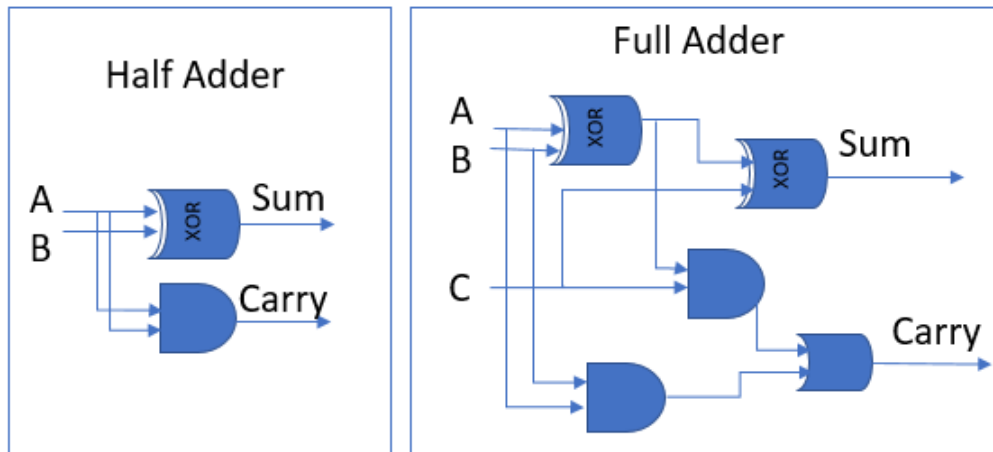 Half Adder
A
B
XOR
Sum
Carry
Full Adder
A
B
XOR
XOR
Sum
C
Carry